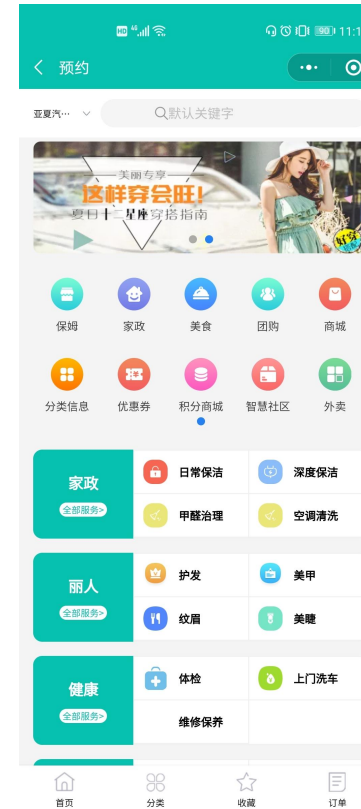 HD 4G 90 11:1
预约
亚夏汽… 默认关键字
美丽专享
这样穿会旺!
夏日十二星座穿搭指南
保姆 家政 美食 团购 商城
分类信息 优惠券 积分商城 智慧社区 外卖
家政
全部服务>
日常保洁 深度保洁
甲醛治理 空调清洗
丽人
全部服务>
护发 美甲
纹眉 美睫
健康
全部服务>
体检 上门洗车
维修保养
首页 分类 收藏 订单